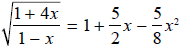 √((1 + 4x)/(1 − x)) = 1 + 5/2 x − 5/8 x²